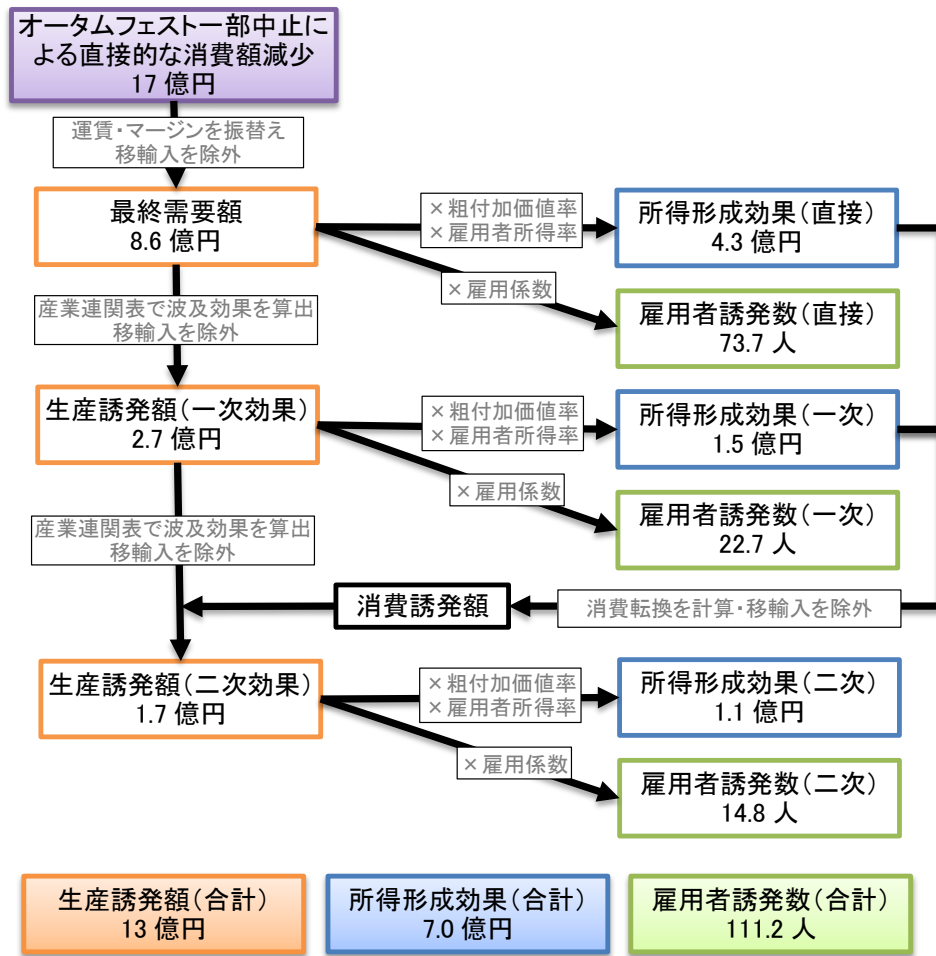 オータムフェスト一部中止に
よる直接的な消費額減少
17 億円
運賃・マージンを振替え
移輸入を除外
最終需要額
8.6 億円
×粗付加価値率
×雇用者所得率
所得形成効果(直接)
4.3 億円
×雇用係数
雇用者誘発数(直接)
73.7 人
産業連関表で波及効果を算出
移輸入を除外
生産誘発額(一次効果)
2.7 億円
×粗付加価値率
×雇用者所得率
所得形成効果(一次)
1.5 億円
×雇用係数
雇用者誘発数(一次)
22.7 人
産業連関表で波及効果を算出
移輸入を除外
消費誘発額
消費転換を計算・移輸入を除外
生産誘発額(二次効果)
1.7 億円
×粗付加価値率
×雇用者所得率
所得形成効果(二次)
1.1 億円
×雇用係数
雇用者誘発数(二次)
14.8 人
生産誘発額(合計)
13 億円
所得形成効果(合計)
7.0 億円
雇用者誘発数(合計)
111.2 人